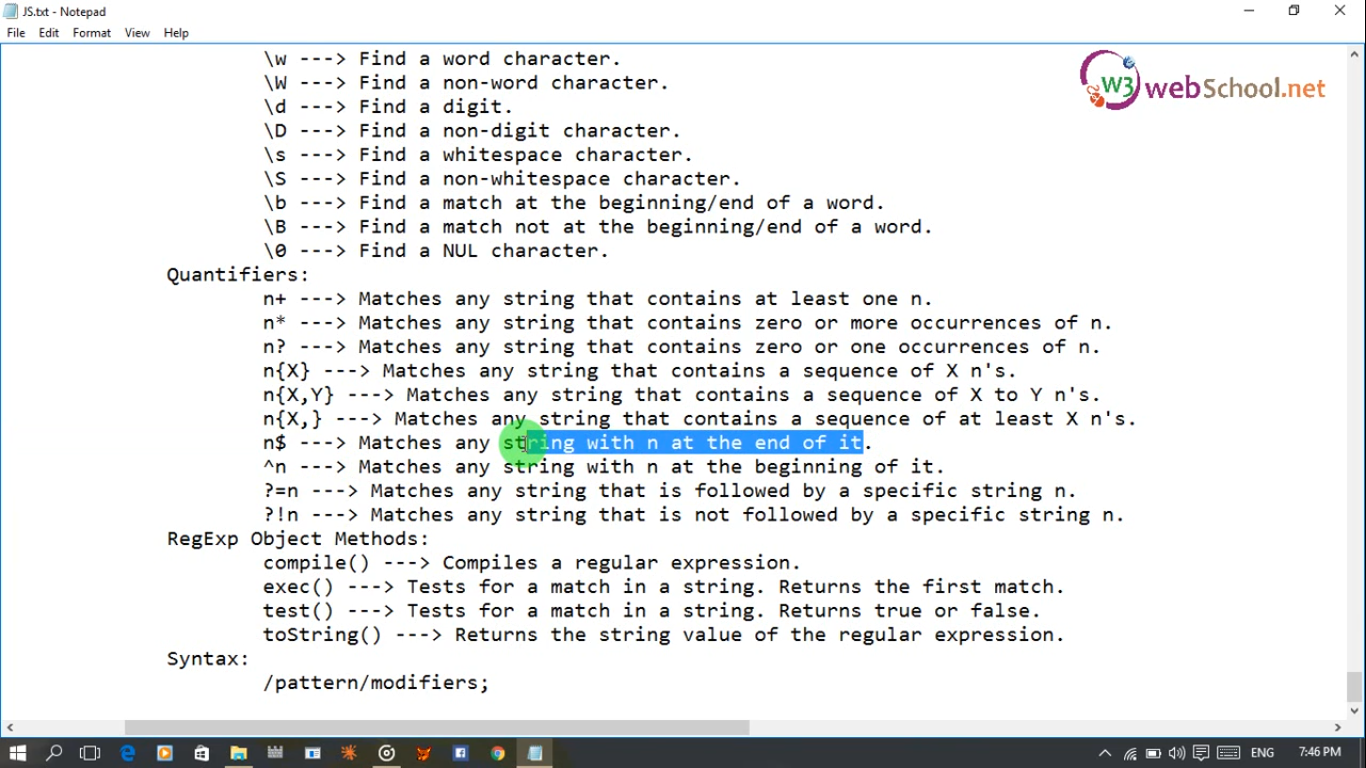 JS.txt - Notepad
File Edit Format View Help
W3 webSchool.net
\w ---> Find a word character.
\W ---> Find a non-word character.
\d ---> Find a digit.
\D ---> Find a non-digit character.
\s ---> Find a whitespace character.
\S ---> Find a non-whitespace character.
\b ---> Find a match at the beginning/end of a word.
\B ---> Find a match not at the beginning/end of a word.
\0 ---> Find a NUL character.
Quantifiers:
n+ ---> Matches any string that contains at least one n.
n* ---> Matches any string that contains zero or more occurrences of n.
n? ---> Matches any string that contains zero or one occurrences of n.
n{X} ---> Matches any string that contains a sequence of X n's.
n{X,Y} ---> Matches any string that contains a sequence of X to Y n's.
n{X,} ---> Matches any string that contains a sequence of at least X n's.
n$ ---> Matches any string with n at the end of it.
^n ---> Matches any string with n at the beginning of it.
?=n ---> Matches any string that is followed by a specific string n.
?!n ---> Matches any string that is not followed by a specific string n.
RegExp Object Methods:
compile() ---> Compiles a regular expression.
exec() ---> Tests for a match in a string. Returns the first match.
test() ---> Tests for a match in a string. Returns true or false.
toString() ---> Returns the string value of the regular expression.
Syntax:
/pattern/modifiers;
ENG 7:46 PM